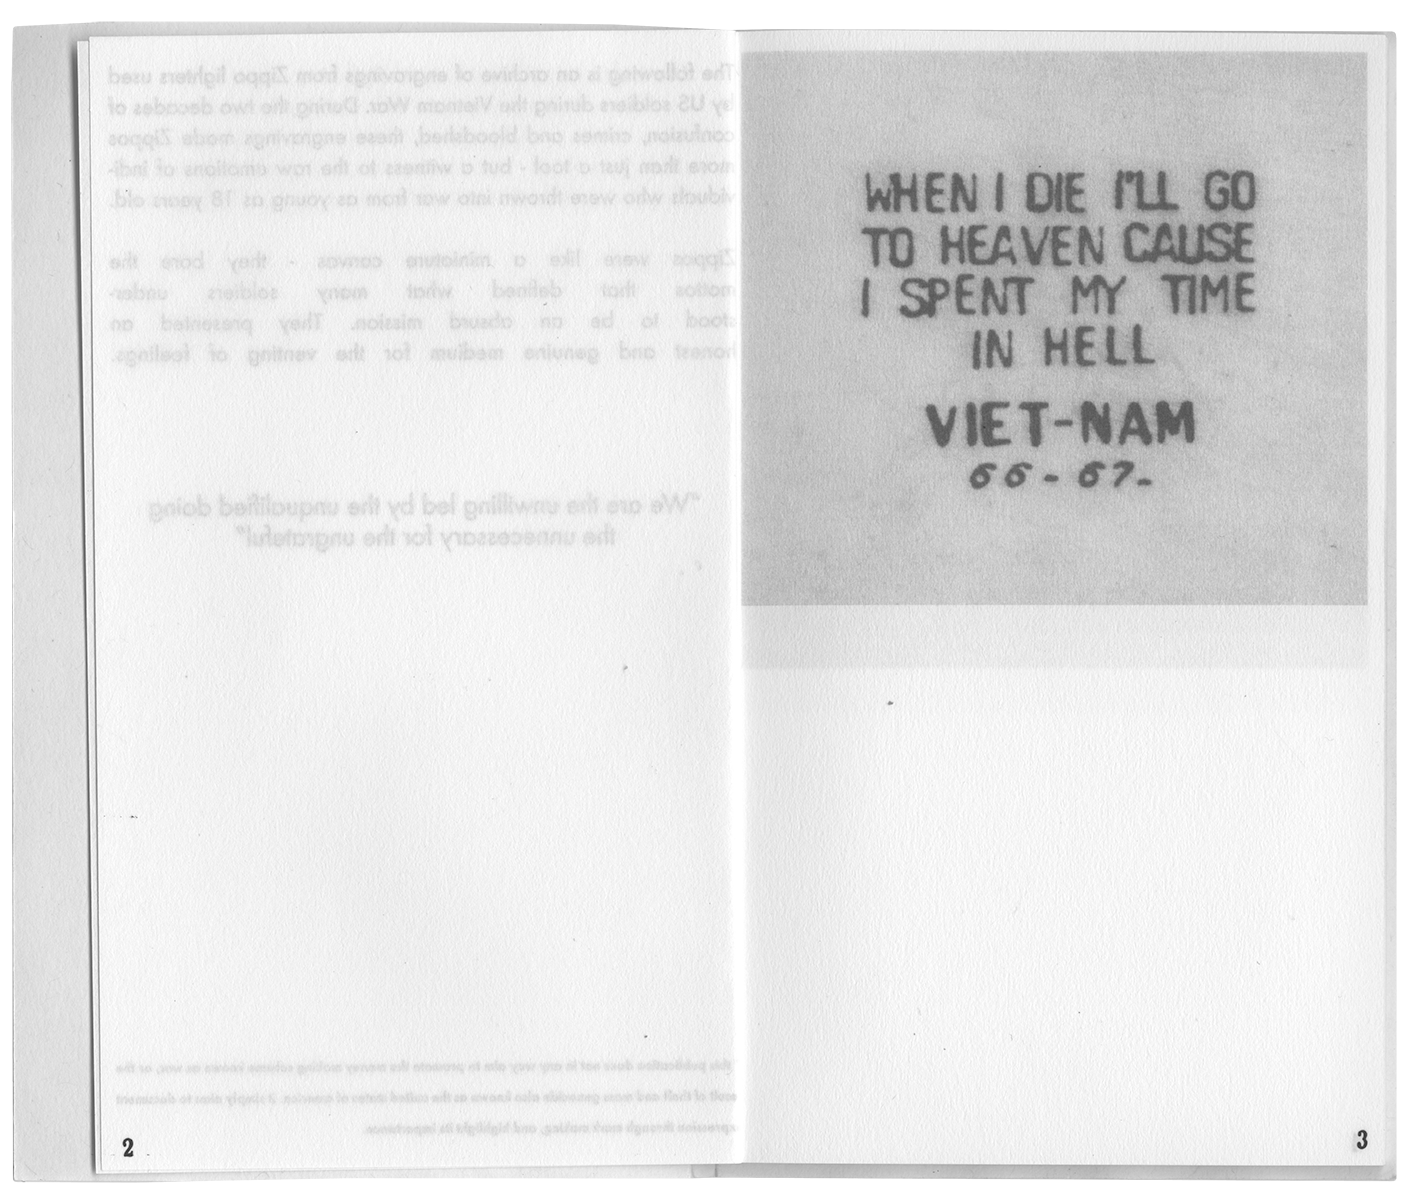 The following is an archive of engravings from Zippo lighters used
by US soldiers during the Vietnam War. During the two decades of
confusion, crimes and bloodshed, these engravings made Zippos
more than just a tool - but a witness to the raw emotions of indi-
viduals who were thrown into war from as young as 18 years old.
Zippos were like a miniature canvas - they bore the
mottos that defined what many soldiers under-
stood to be an absurd mission. They presented an
honest and genuine medium for the venting of feelings.
"We are the unwilling led by the unqualified doing
the unnecessary for the ungrateful"
this publication does not in any way aim to promote the money making scheme known as war, or the
of theft and mass genocide also known as the united states of america. it simply aims to document
expression through mark making, and highlight its importance.
2
WHEN I DIE I'LL GO
TO HEAVEN CAUSE
I SPENT MY TIME
IN HELL
VIET-NAM
66-67-
3